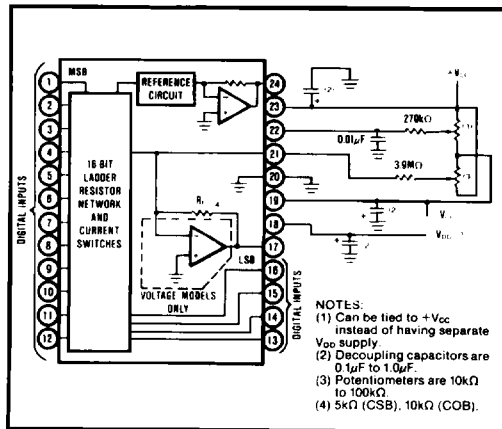 MSB
DIGITAL INPUTS
1
2
3
4
5
6
7
8
9
10
11
12
16 BIT
LADDER
RESISTOR
NETWORK
AND
CURRENT
SWITCHES
REFERENCE
CIRCUIT
VOLTAGE MODELS
ONLY
LSB
24
23
22
21
20
19
18
17
16
15
14
13
DIGITAL INPUTS
(2)
0.01µF
270kΩ
3.9MΩ
(2)
NOTES:
(1) Can be tied to +Vcc
instead of having separate
VDD supply.
(2) Decoupling capacitors are
0.1µF to 1.0µF.
(3) Potentiometers are 10kΩ
to 100kΩ.
(4) 5kΩ (CSB), 10kΩ (COB).